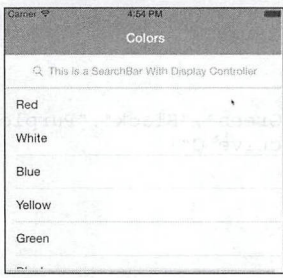 Carrier 4:54 PM
Colors
This is a SearchBar With Display Controller
Red
White
Blue
Yellow
Green